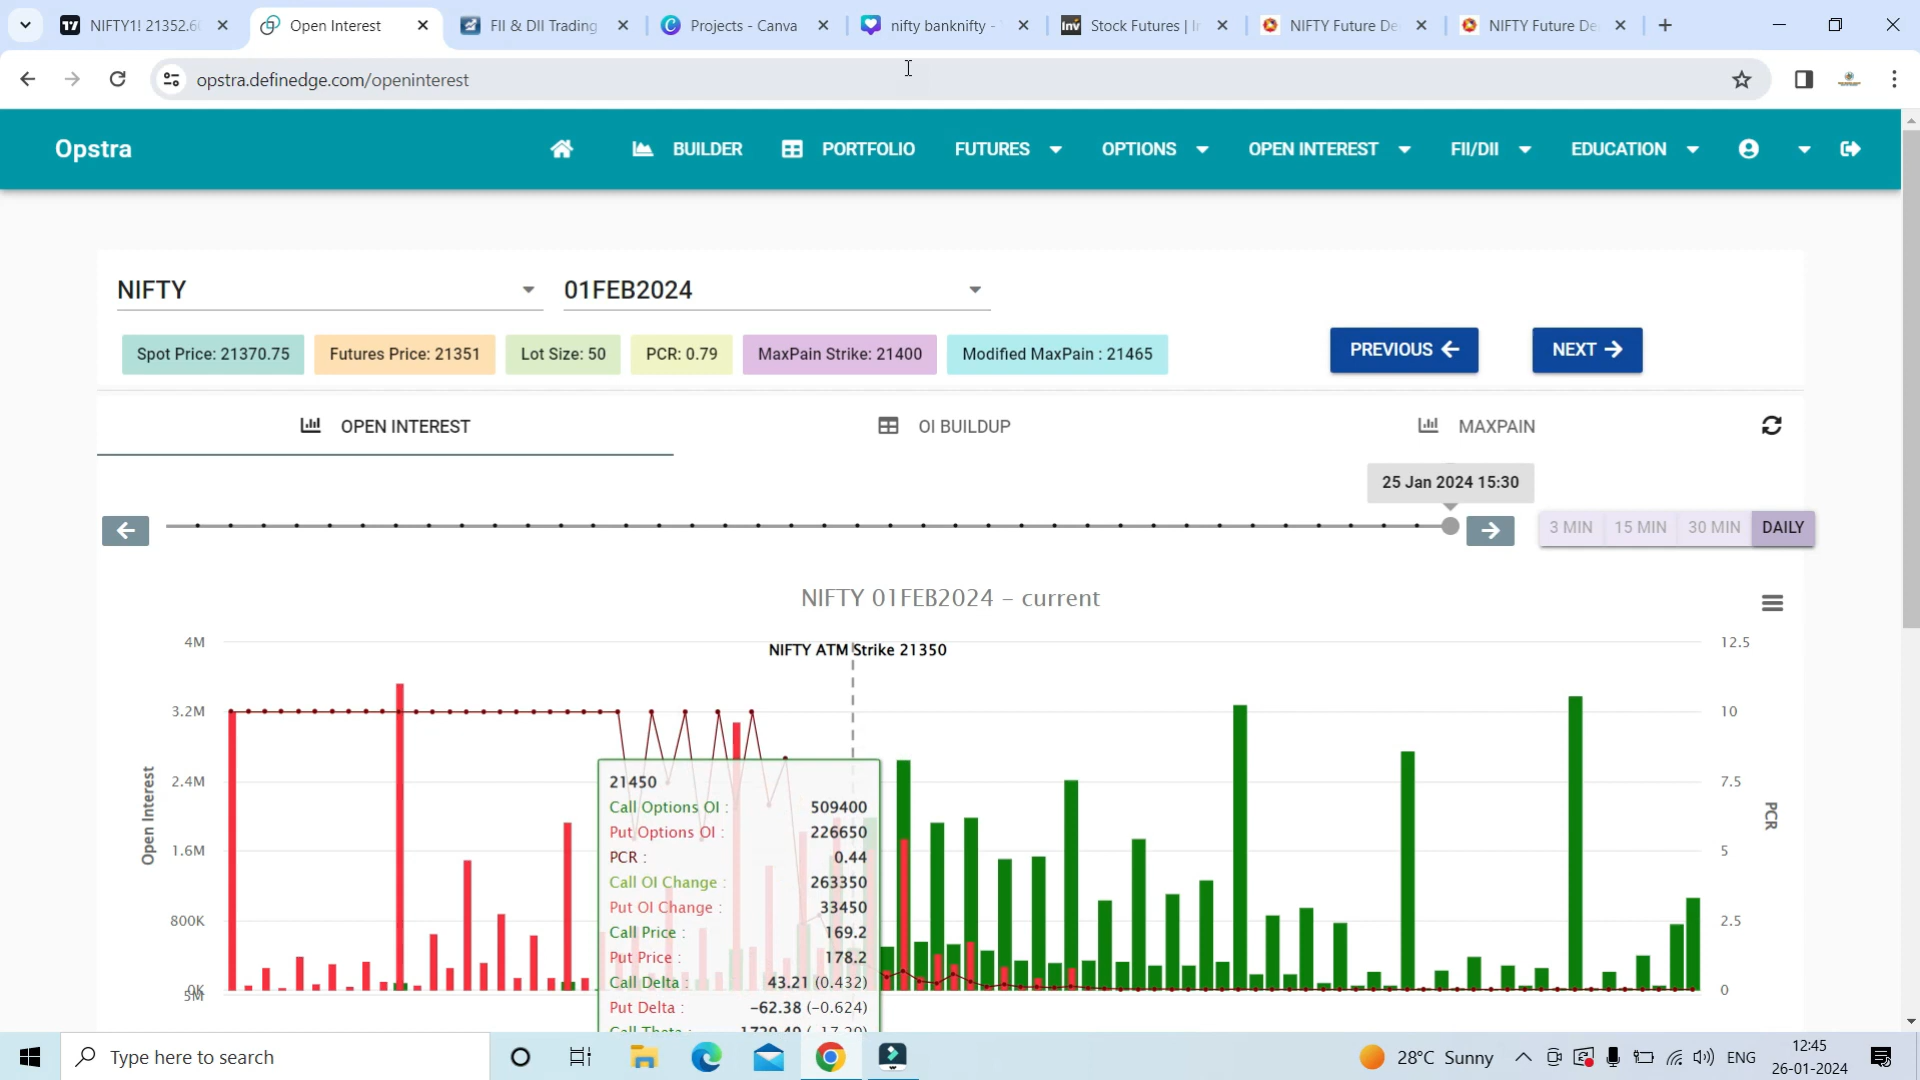 NIFTY1! 21352.6
Open Interest
FII & DII Trading
Projects - Canva
nifty banknifty -
Stock Futures | In
NIFTY Future De
NIFTY Future De
opstra.definedge.com/openinterest
Opstra
BUILDER
PORTFOLIO
FUTURES
OPTIONS
OPEN INTEREST
FII/DII
EDUCATION
NIFTY
01FEB2024
Spot Price: 21370.75
Futures Price: 21351
Lot Size: 50
PCR: 0.79
MaxPain Strike: 21400
Modified MaxPain : 21465
PREVIOUS
NEXT
OPEN INTEREST
OI BUILDUP
MAXPAIN
25 Jan 2024 15:30
3 MIN
15 MIN
30 MIN
DAILY
NIFTY 01FEB2024 – current
NIFTY ATM Strike 21350
4M
3.2M
2.4M
1.6M
800K
0K
5M
Open Interest
12.5
10
7.5
5
2.5
0
PCR
21450
Call Options OI : 509400
Put Options OI : 226650
PCR : 0.44
Call OI Change : 263350
Put OI Change : 33450
Call Price : 169.2
Put Price : 178.2
Call Delta : 43.21 (0.432)
Put Delta : -62.38 (-0.624)
Type here to search
28°C Sunny
ENG
12:45
26-01-2024